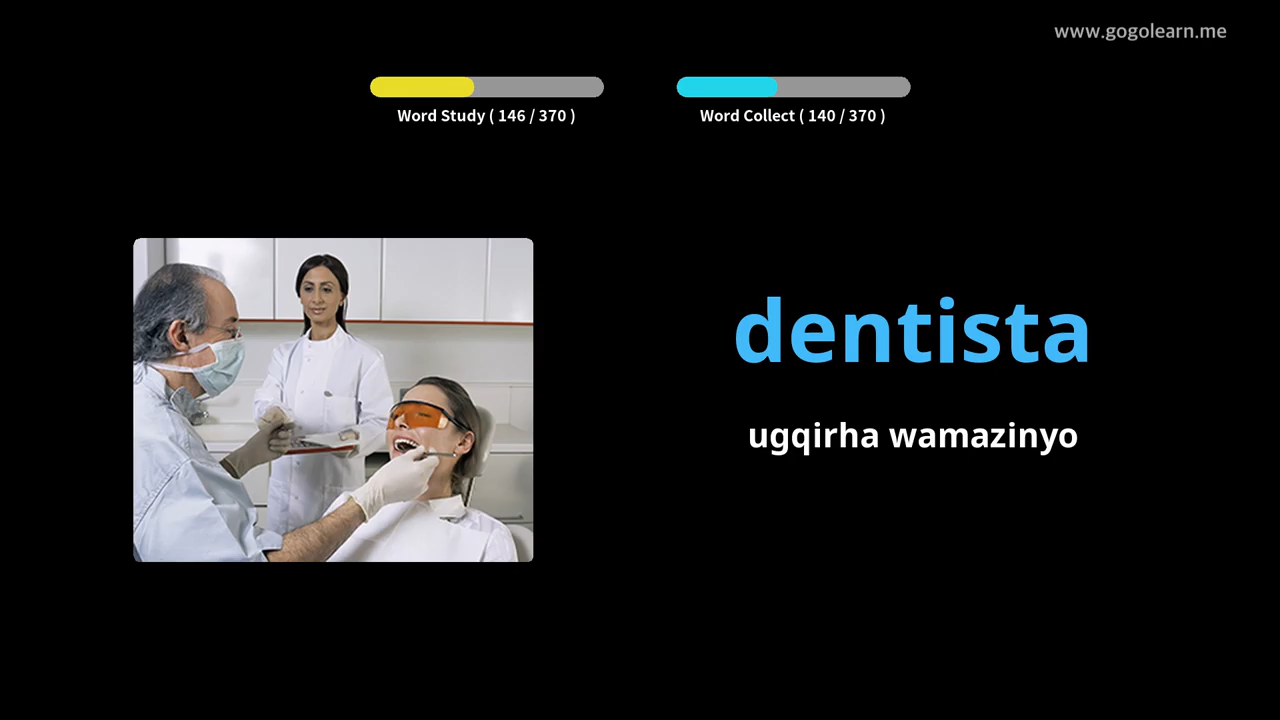 www.gogolearn.me
Word Study ( 146 / 370 )
Word Collect ( 140 / 370 )
dentista
ugqirha wamazinyo